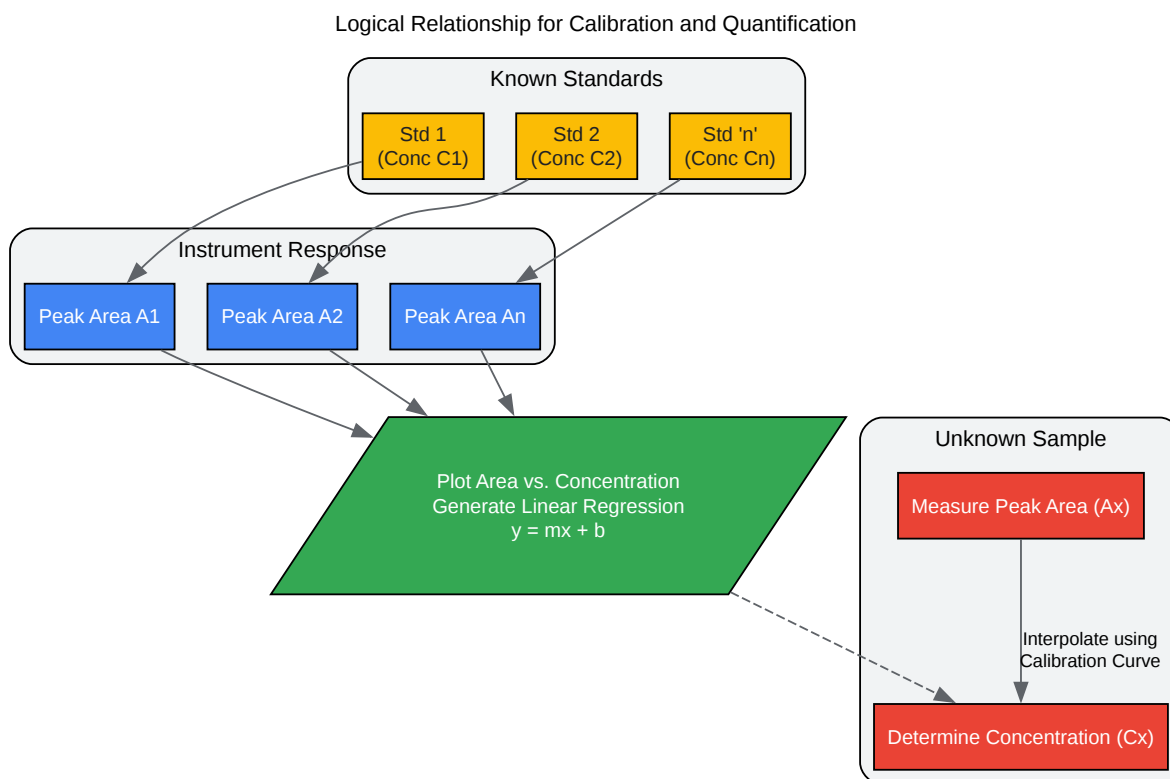 Logical Relationship for Calibration and Quantification
Known Standards
Std 1
(Conc C1)
Std 2
(Conc C2)
Std 'n'
(Conc Cn)
Instrument Response
Peak Area A1
Peak Area A2
Peak Area An
Plot Area vs. Concentration
Generate Linear Regression
y = mx + b
Unknown Sample
Measure Peak Area (Ax)
Interpolate using
Calibration Curve
Determine Concentration (Cx)